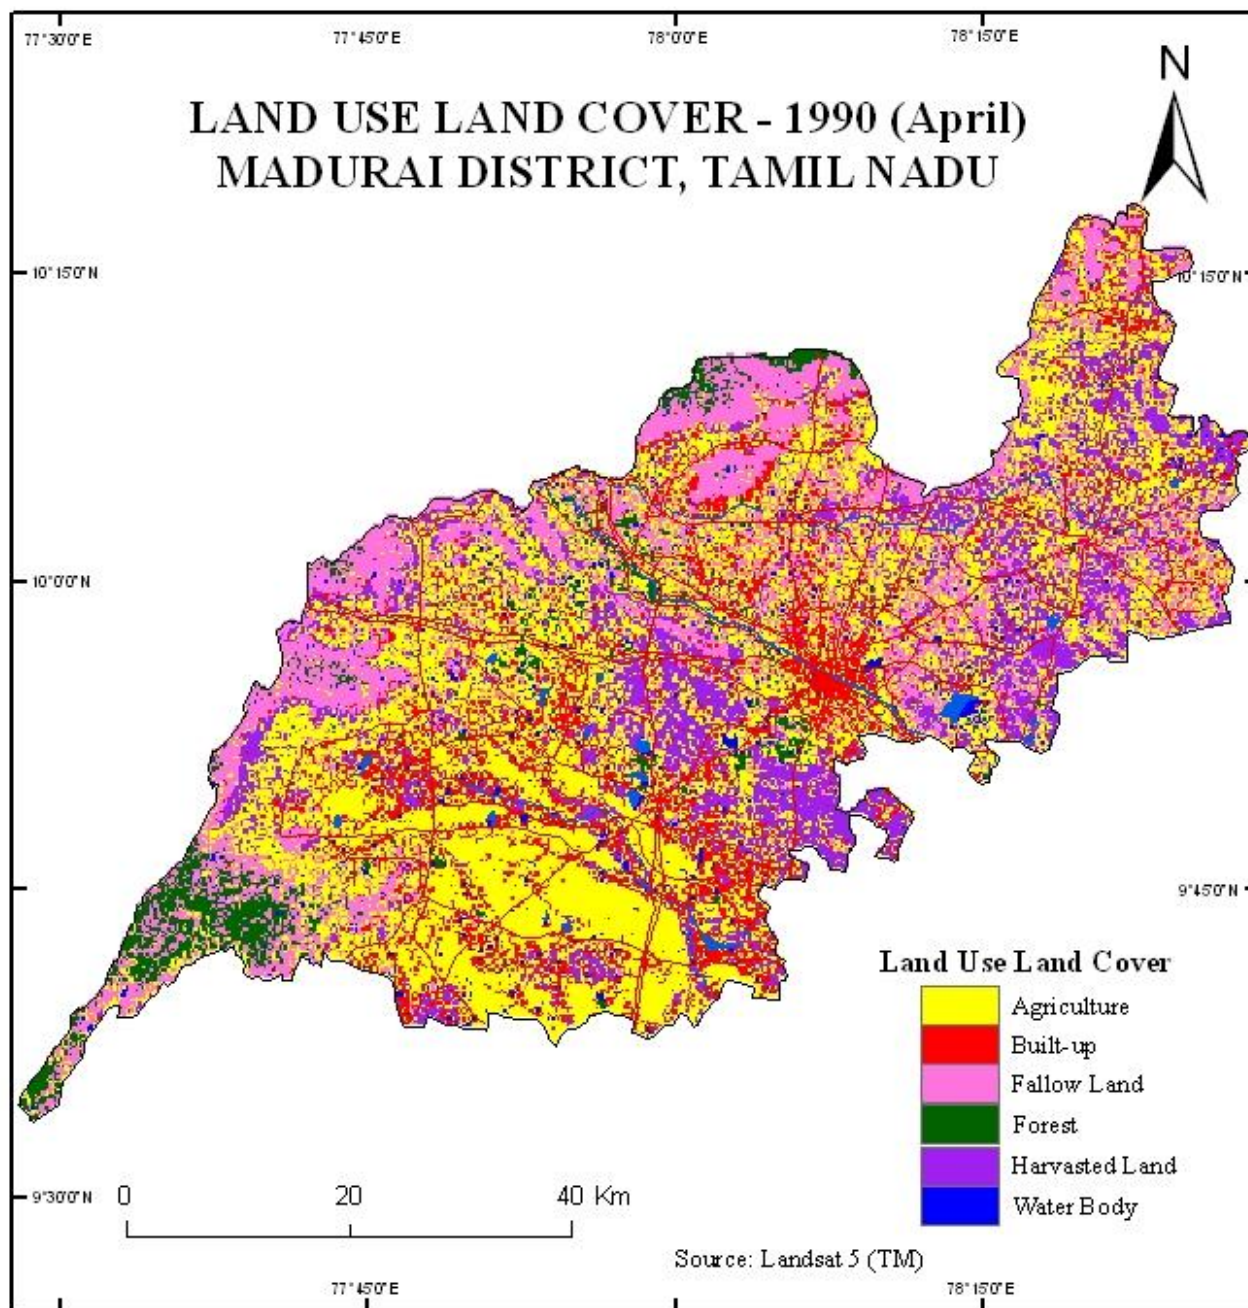 77°30'0"E
77°45'0"E
78°0'0"E
78°15'0"E
N
LAND USE LAND COVER - 1990 (April)
MADURAI DISTRICT, TAMIL NADU
10°15'0"N
10°15'0"N
10°0'0"N
9°45'0"N
Land Use Land Cover
Agriculture
Built-up
Fallow Land
Forest
Harvasted Land
Water Body
9°30'0"N
0 20 40 Km
Source: Landsat 5 (TM)
77°45'0"E
78°15'0"E